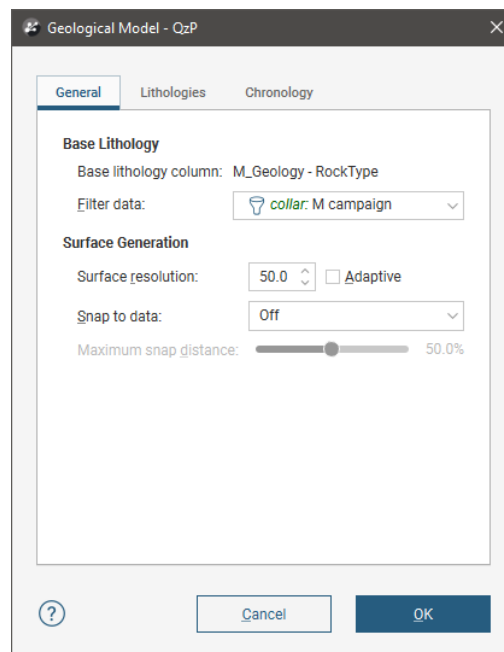 Geological Model - QzP
General Lithologies Chronology
Base Lithology
Base lithology column: M_Geology - RockType
Filter data: collar: M campaign
Surface Generation
Surface resolution: 50.0 Adaptive
Snap to data: Off
Maximum snap distance: 50.0%
? Cancel OK